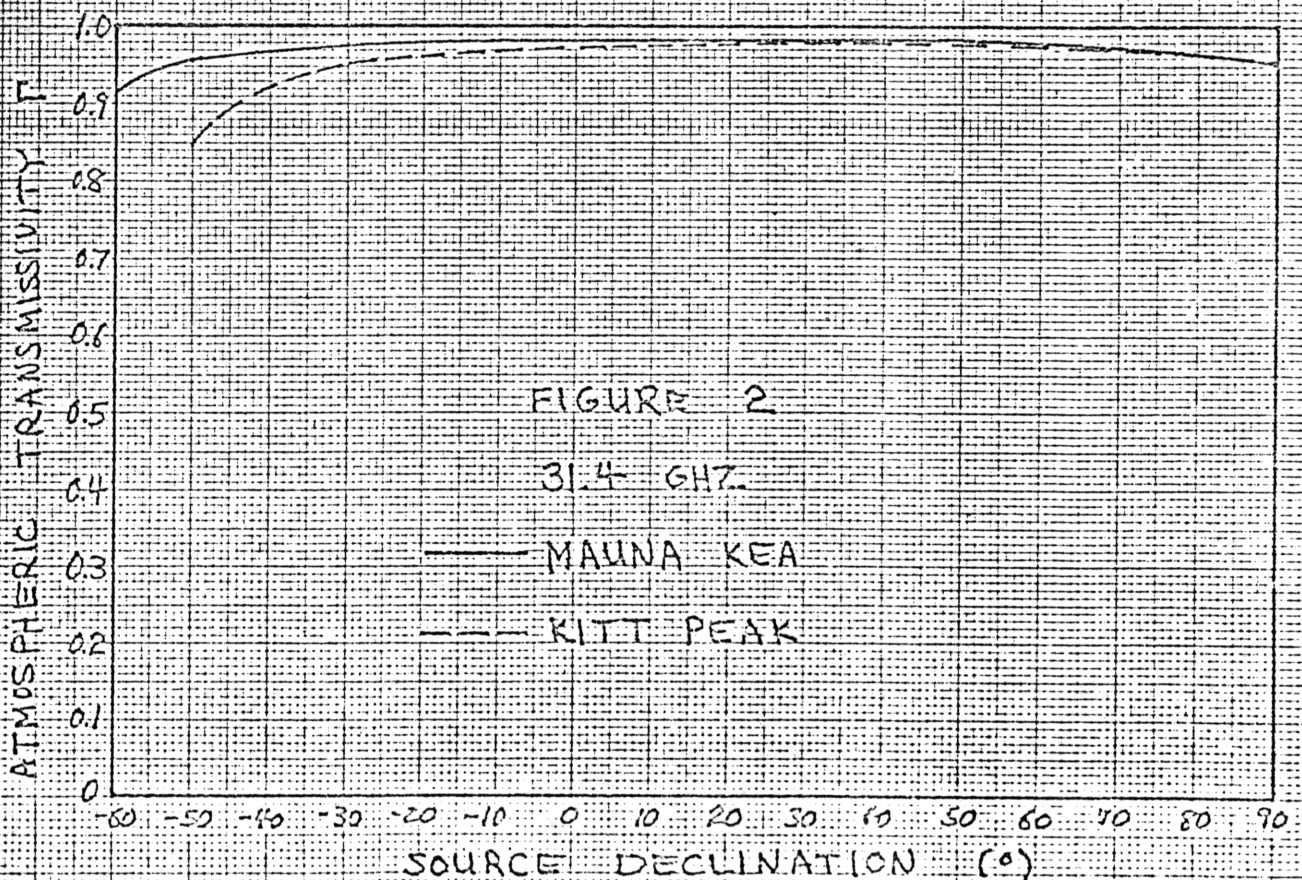 ATMOSPHERIC TRANSMISSIVITY Γ
1.0
0.9
0.8
0.7
0.6
0.5
0.4
0.3
0.2
0.1
0
FIGURE 2
31.4 GHZ
MAUNA KEA
KITT PEAK
-60 -50 -40 -30 -20 -10 0 10 20 30 40 50 60 70 80 90
SOURCE DECLINATION (°)